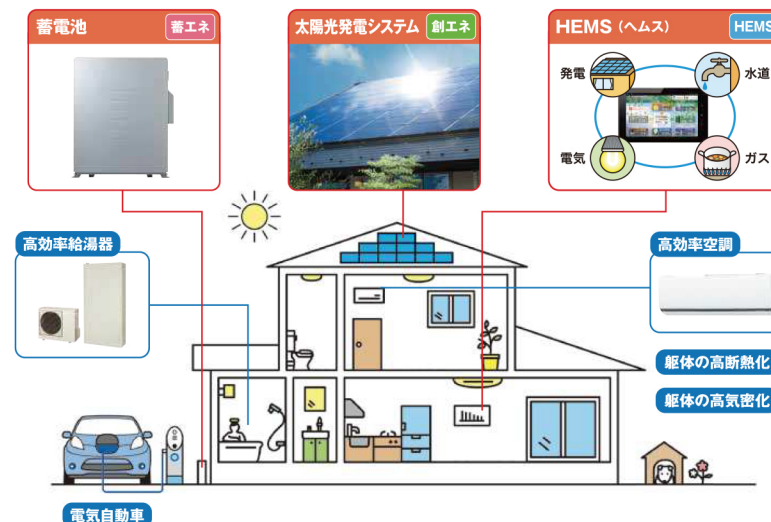 蓄電池
蓄エネ
太陽光発電システム
創エネ
HEMS（ヘムス）
HEMS
発電
水道
電気
ガス
高効率給湯器
高効率空調
躯体の高断熱化
躯体の高気密化
電気自動車